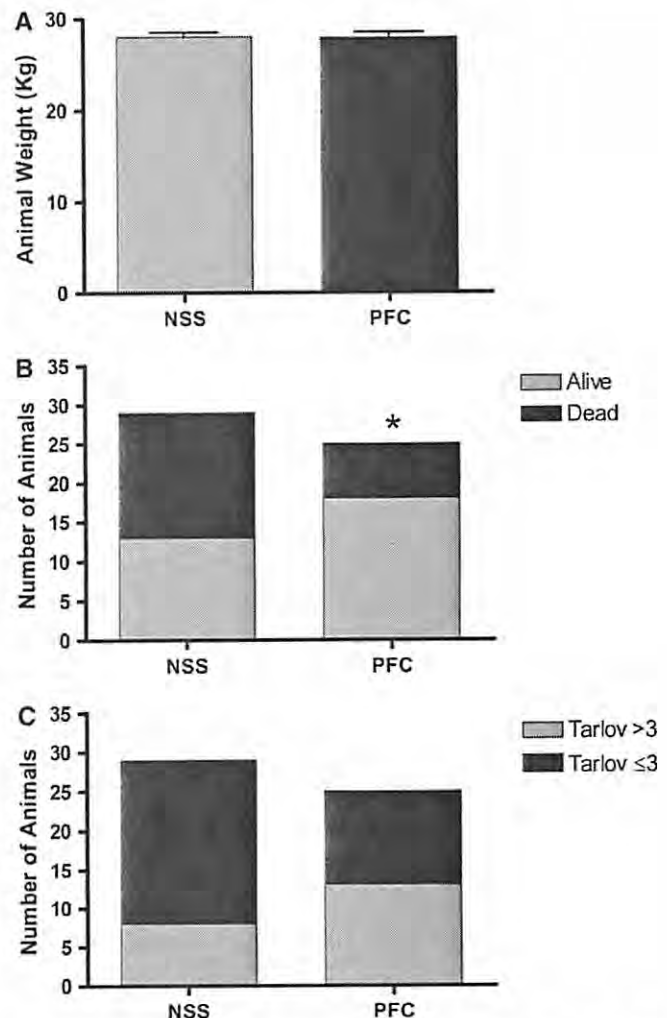 A
Animal Weight (Kg)
30
20
10
0
NSS PFC
B
Number of Animals
35
30
25
20
15
10
5
0
*
NSS PFC
Alive
Dead
C
Number of Animals
35
30
25
20
15
10
5
0
NSS PFC
Tarlov >3
Tarlov ≤3